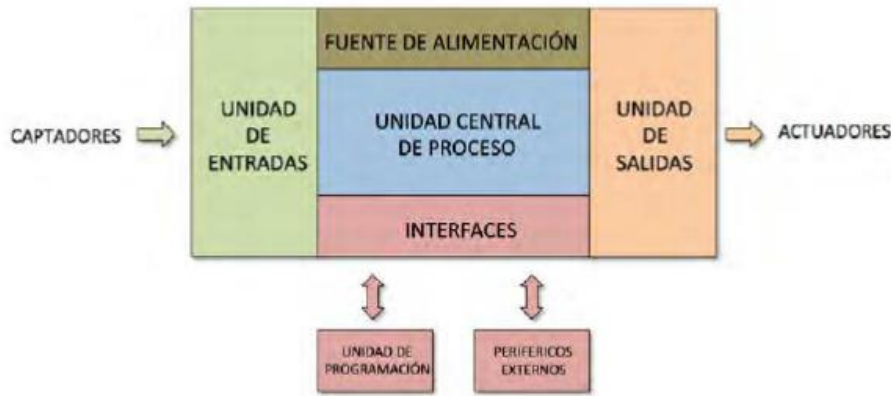 FUENTE DE ALIMENTACIÓN
CAPTADORES
UNIDAD
DE
ENTRADAS
UNIDAD CENTRAL
DE PROCESO
UNIDAD
DE
SALIDAS
ACTUADORES
INTERFACES
UNIDAD DE
PROGRAMACIÓN
PERIFERICOS
EXTERNOS